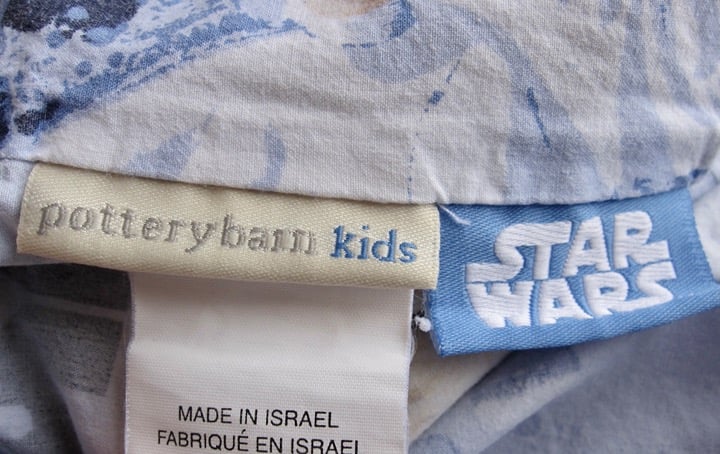 potterybarn kids
STAR
WARS
MADE IN ISRAEL
FABRIQUÉ EN ISRAEL